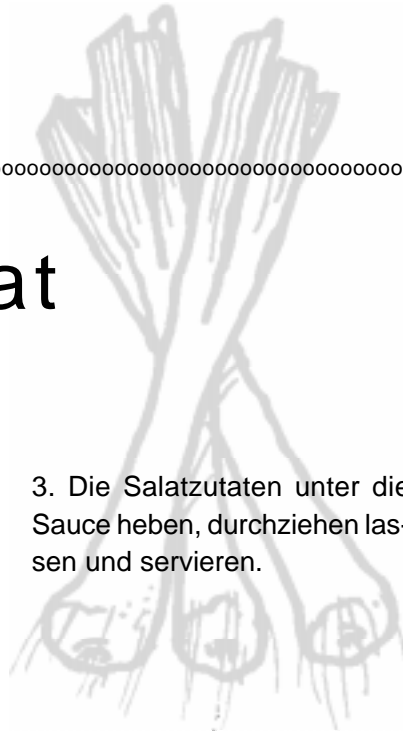 at
3. Die Salatzutaten unter die
Sauce heben, durchziehen las-
sen und servieren.